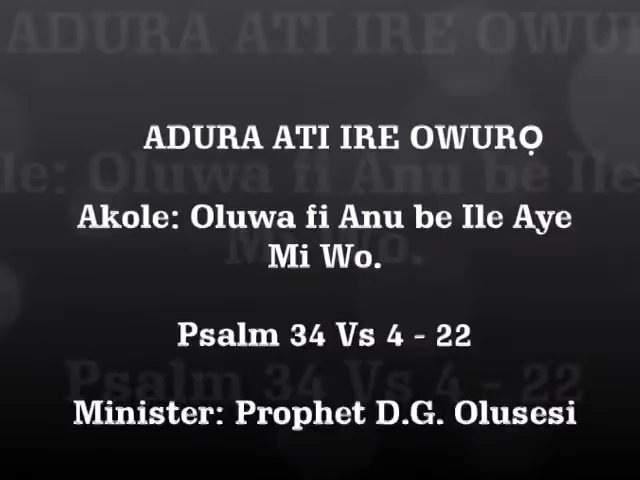 ADURA ATI IRE OWURỌ
Akole: Oluwa fi Anu be Ile Aye
Mi Wo.
Psalm 34 Vs 4 - 22
Minister: Prophet D.G. Olusesi